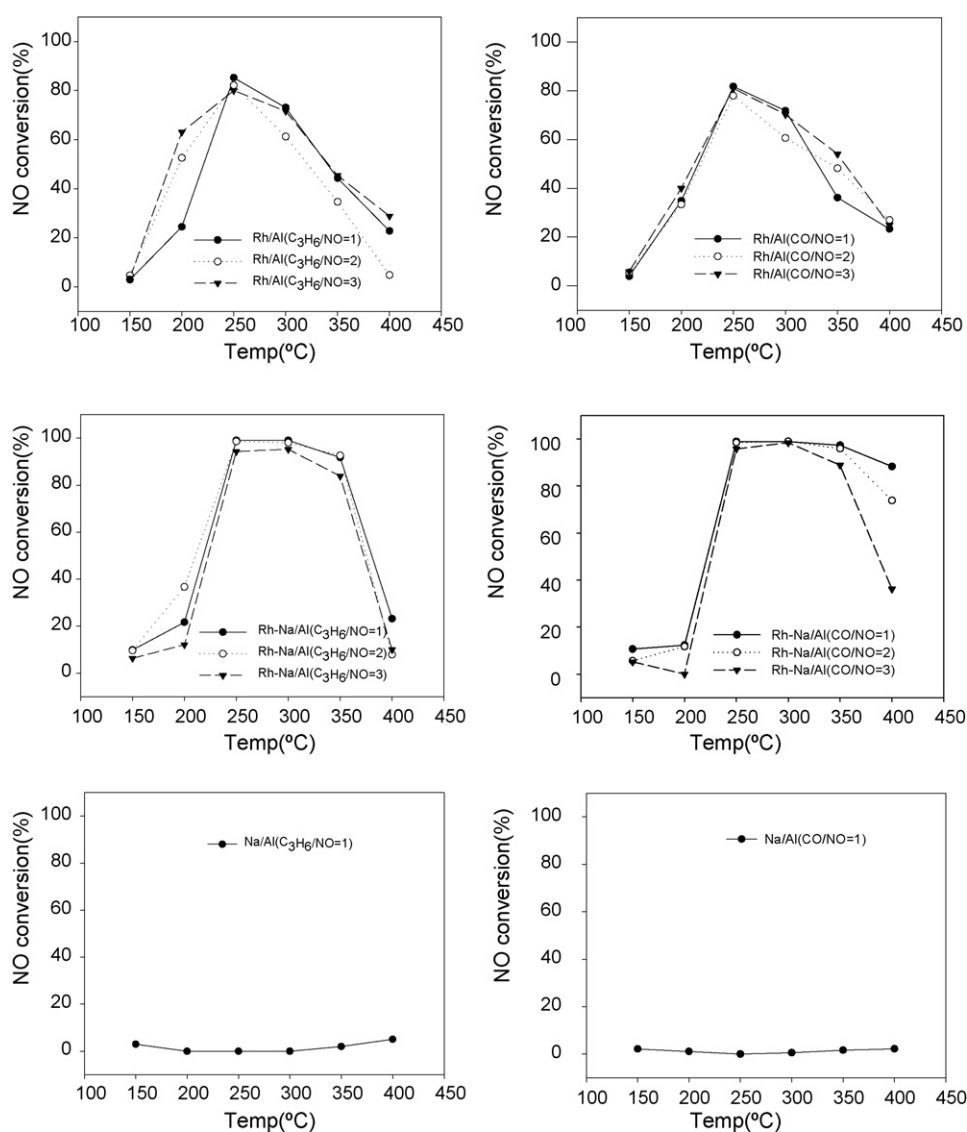 NO conversion(%)
100
80
60
40
20
0
Rh/Al(C3H6/NO=1)
Rh/Al(C3H6/NO=2)
Rh/Al(C3H6/NO=3)
100 150 200 250 300 350 400 450
Temp(ºC)
NO conversion(%)
100
80
60
40
20
0
Rh/Al(CO/NO=1)
Rh/Al(CO/NO=2)
Rh/Al(CO/NO=3)
100 150 200 250 300 350 400 450
Temp(ºC)
NO conversion(%)
100
80
60
40
20
0
Rh-Na/Al(C3H6/NO=1)
Rh-Na/Al(C3H6/NO=2)
Rh-Na/Al(C3H6/NO=3)
100 150 200 250 300 350 400 450
Temp(ºC)
NO conversion(%)
100
80
60
40
20
0
Rh-Na/Al(CO/NO=1)
Rh-Na/Al(CO/NO=2)
Rh-Na/Al(CO/NO=3)
100 150 200 250 300 350 400 450
Temp(ºC)
NO conversion(%)
100
80
60
40
20
0
Na/Al(C3H6/NO=1)
100 150 200 250 300 350 400 450
Temp(ºC)
NO conversion(%)
100
80
60
40
20
0
Na/Al(CO/NO=1)
100 150 200 250 300 350 400 450
Temp(ºC)